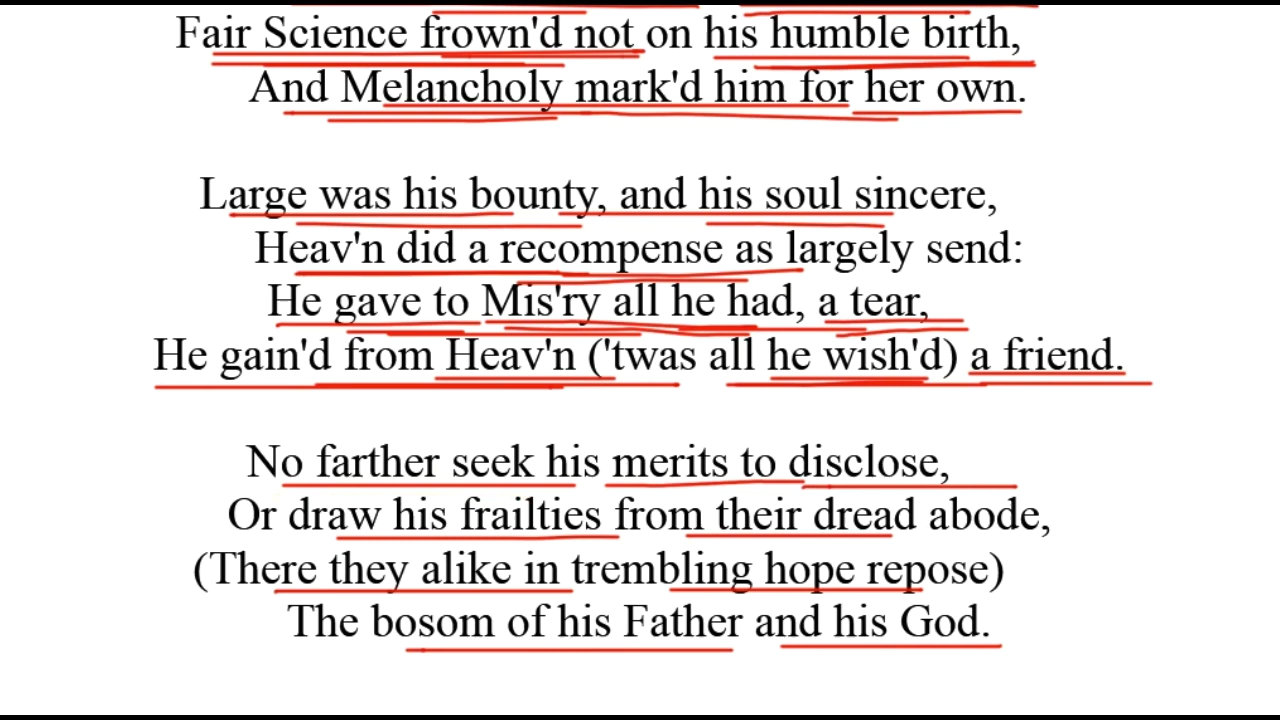 Fair Science frown'd not on his humble birth,
And Melancholy mark'd him for her own.
Large was his bounty, and his soul sincere,
Heav'n did a recompense as largely send:
He gave to Mis'ry all he had, a tear,
He gain'd from Heav'n ('twas all he wish'd) a friend.
No farther seek his merits to disclose,
Or draw his frailties from their dread abode,
(There they alike in trembling hope repose)
The bosom of his Father and his God.